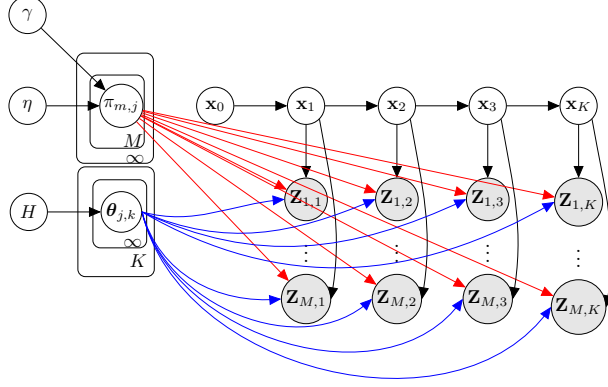 γ
η π_{m,j} x_0 x_1 x_2 x_3 x_K
M
∞
H θ_{j,k} Z_{1,1} Z_{1,2} Z_{1,3} Z_{1,K}
∞
K
⋮ ⋮ ⋮ ⋮
Z_{M,1} Z_{M,2} Z_{M,3} Z_{M,K}